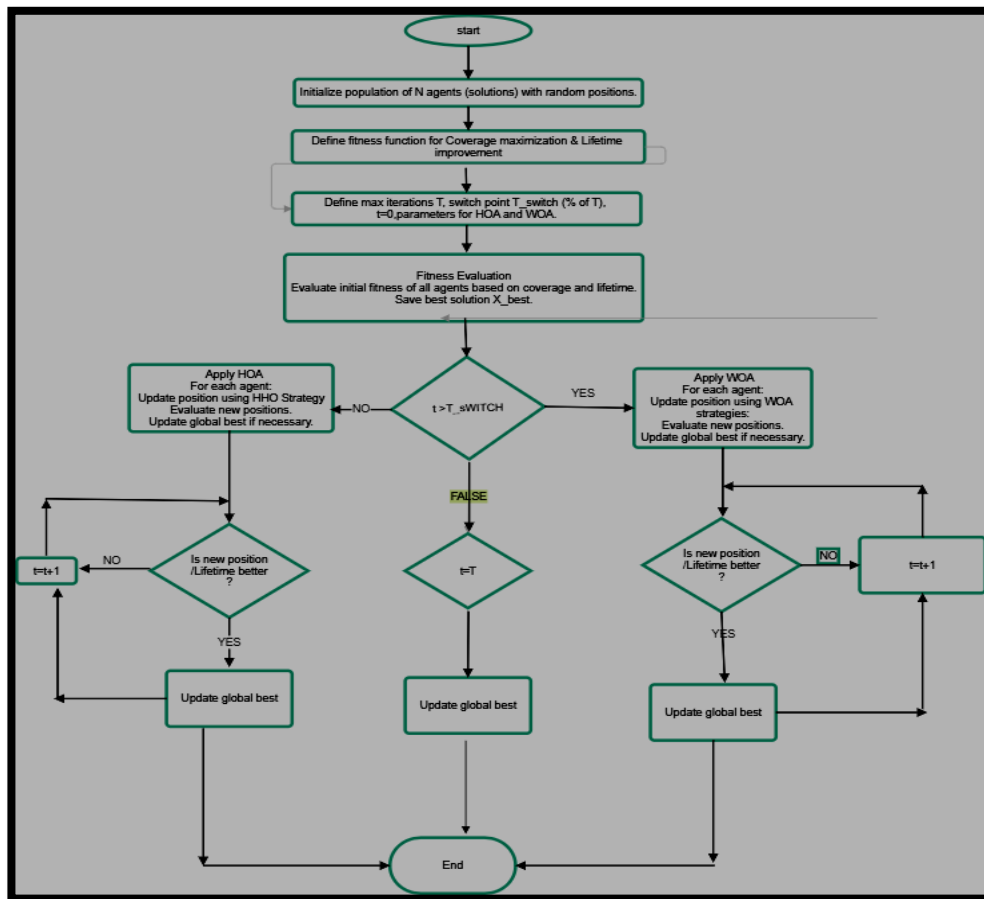 start
Initialize population of N agents (solutions) with random positions.
Define fitness function for Coverage maximization & Lifetime
improvement
Define max iterations T, switch point T_switch (% of T),
t=0,parameters for HOA and WOA.
Fitness Evaluation
Evaluate initial fitness of all agents based on coverage and lifetime.
Save best solution X_best.
Apply HOA
For each agent:
Update position using HHO Strategy
Evaluate new positions.
Update global best if necessary.
NO
t >T_sWITCH
YES
Apply WOA
For each agent:
Update position using WOA
strategies:
Evaluate new positions.
Update global best if necessary.
FALSE
t=t+1
NO
Is new position
/Lifetime better
?
t=T
Is new position
/Lifetime better
?
NO
t=t+1
YES
YES
Update global best
Update global best
Update global best
End